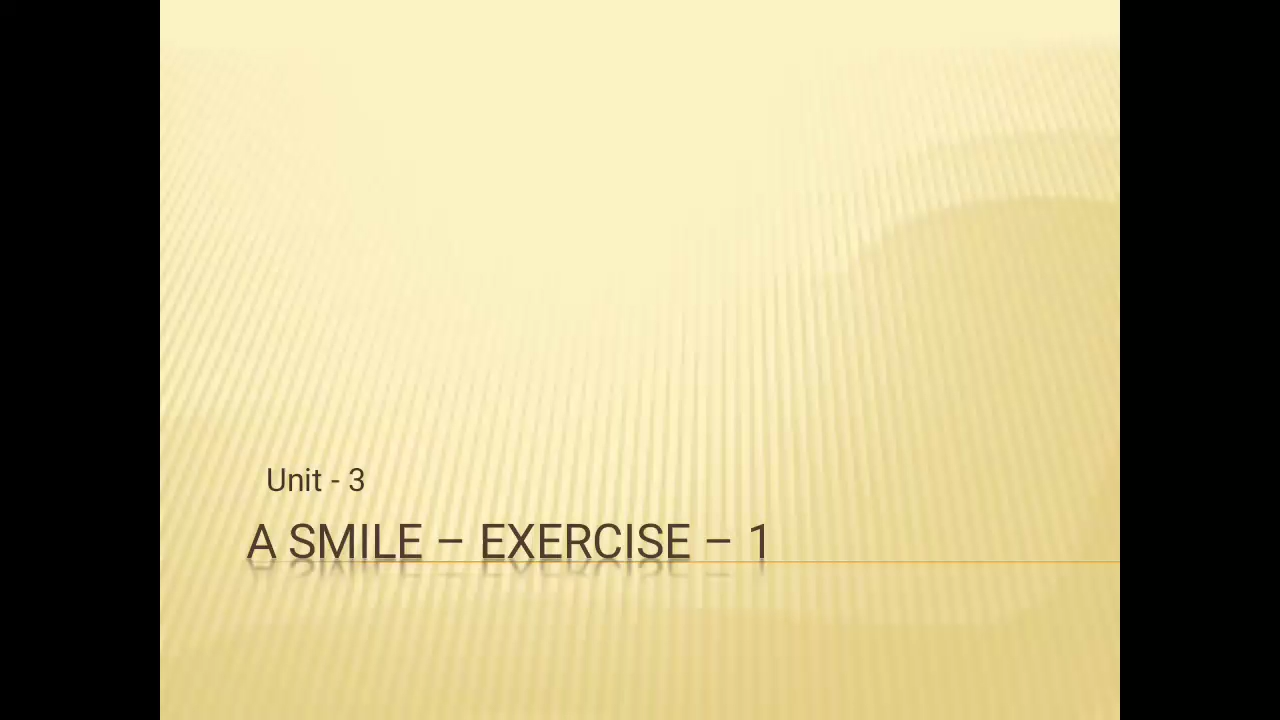 Unit - 3
A SMILE – EXERCISE – 1